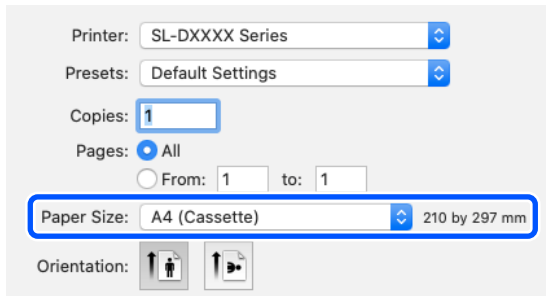 Printer: SL-DXXXX Series
Presets: Default Settings
Copies: 1
Pages: All
From: 1 to: 1
Paper Size: A4 (Cassette) 210 by 297 mm
Orientation: